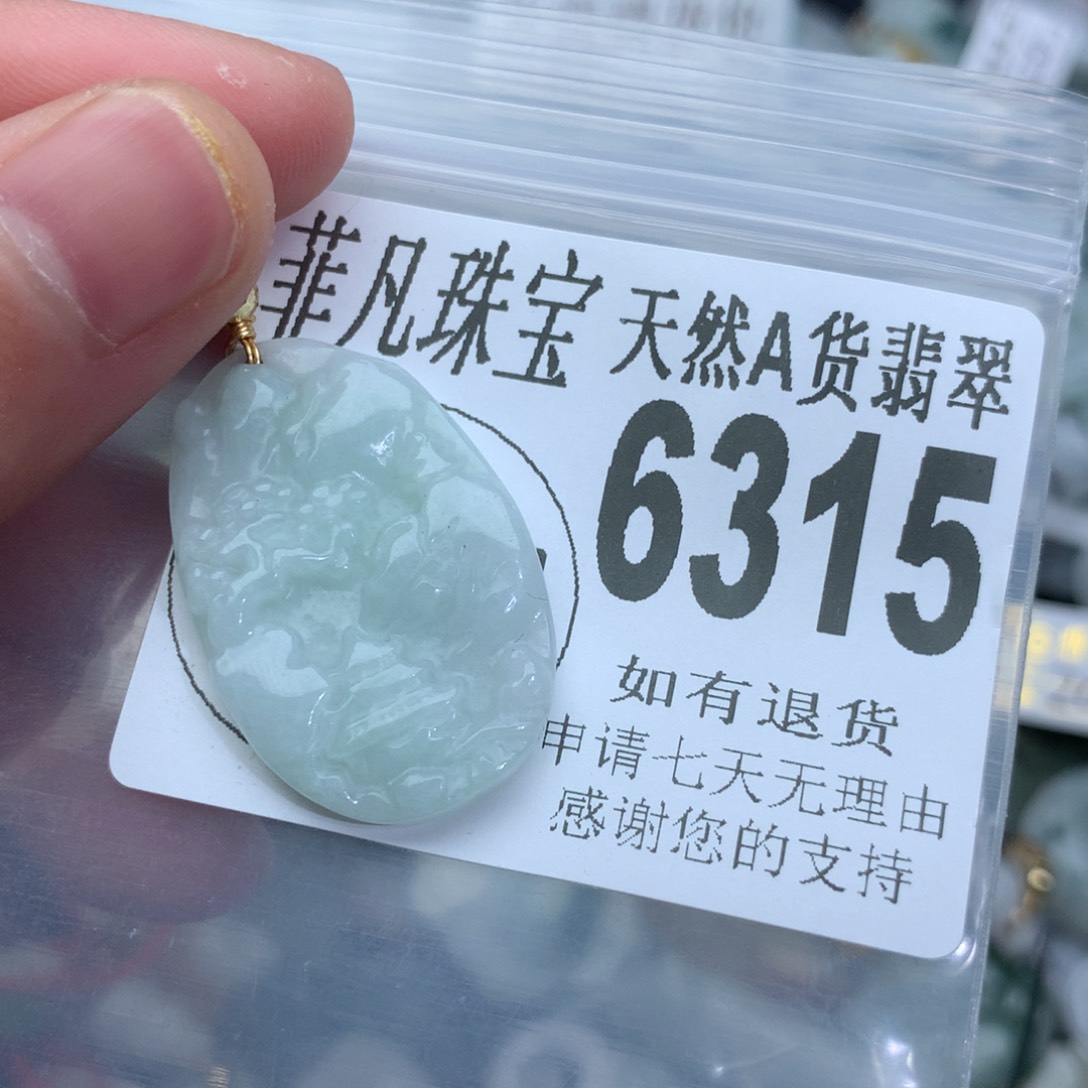 菲凡珠宝 天然A货翡翠
6315
如有退货
申请七天无理由
感谢您的支持